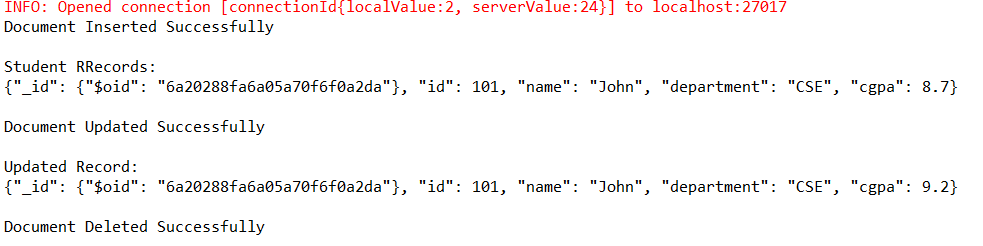 INFO: Opened connection [connectionId{localValue:2, serverValue:24}] to localhost:27017
Document Inserted Successfully
Student RRecords:
{"_id": {"$oid": "6a20288fa6a05a70f6f0a2da"}, "id": 101, "name": "John", "department": "CSE", "cgpa": 8.7}
Document Updated Successfully
Updated Record:
{"_id": {"$oid": "6a20288fa6a05a70f6f0a2da"}, "id": 101, "name": "John", "department": "CSE", "cgpa": 9.2}
Document Deleted Successfully